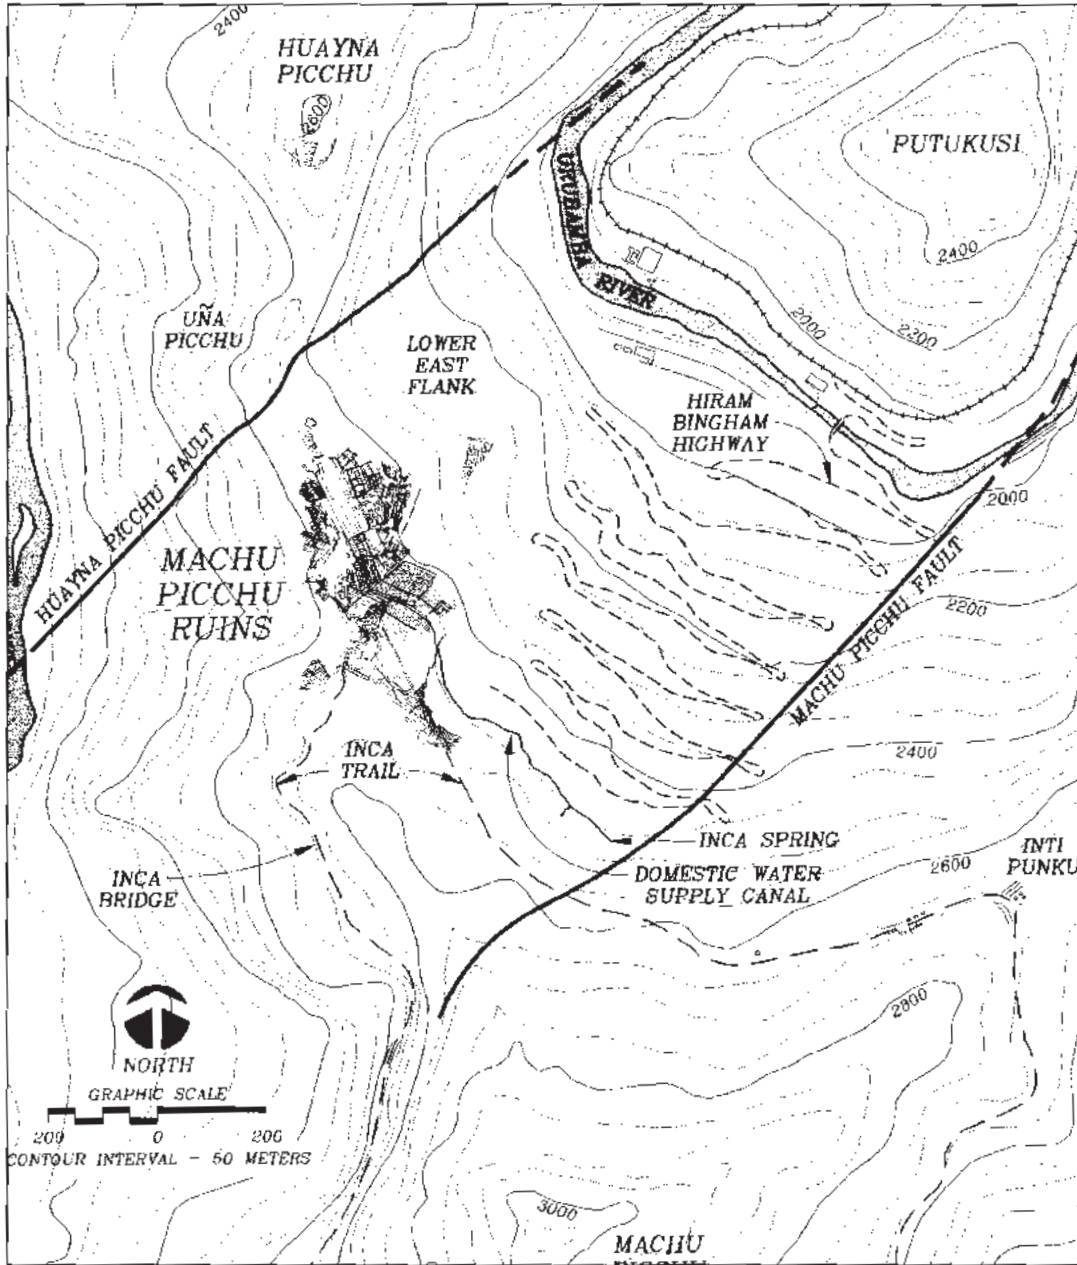 2400
HUAYNA
PICCHU
2600
PUTUKUSI
URUBAMBA
RIVER
2400
UÑA
PICCHU
2000
2200
LOWER
EAST
FLANK
HIRAM
BINGHAM
HIGHWAY
HUAYNA PICCHU FAULT
2000
MACHU
PICCHU
RUINS
2200
MACHU PICCHU FAULT
INCA
TRAIL
2400
INCA SPRING
INTI
PUNKU
2600
DOMESTIC WATER
SUPPLY CANAL
INCA
BRIDGE
2800
NORTH
GRAPHIC SCALE
200 0 200
CONTOUR INTERVAL - 50 METERS
3000
MACHU